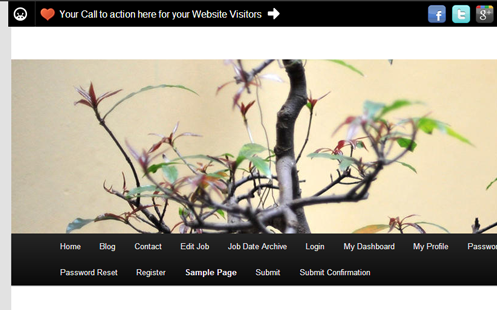 Your Call to action here for your Website Visitors
Home Blog Contact Edit Job Job Date Archive Login My Dashboard My Profile Passwor
Password Reset Register Sample Page Submit Submit Confirmation